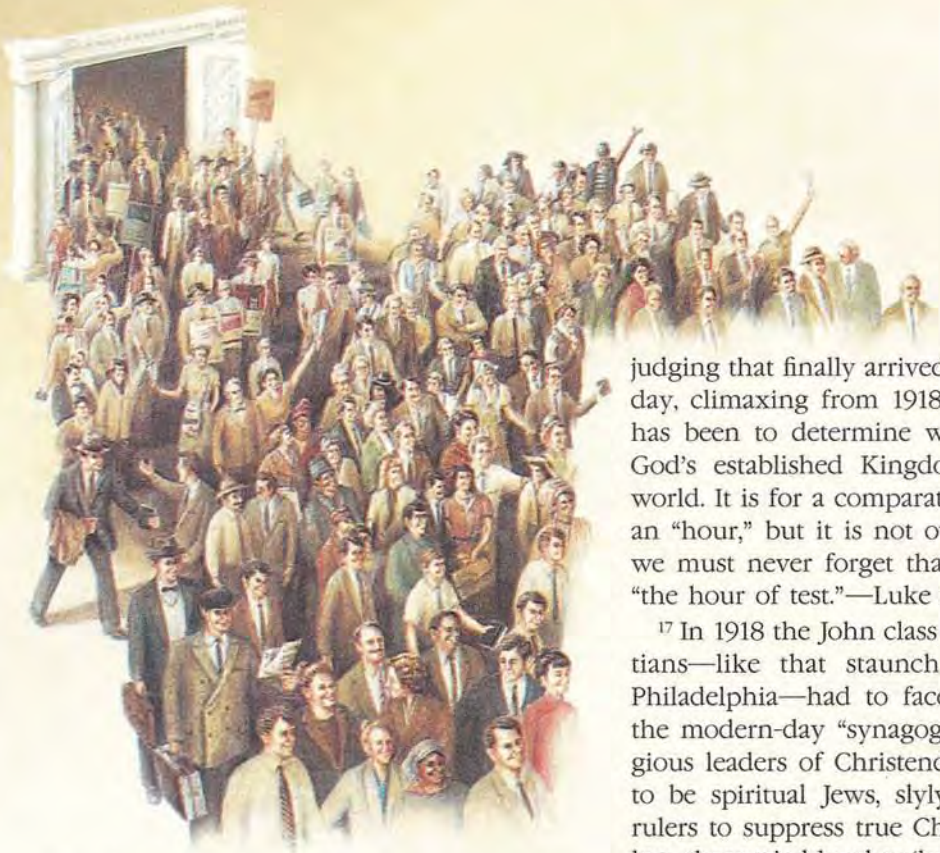 judging that finally arrived
day, climaxing from 1918
has been to determine w
God's established Kingdo
world. It is for a comparat
an "hour," but it is not o
we must never forget tha
"the hour of test."—Luke
17 In 1918 the John class
tians—like that staunch
Philadelphia—had to face
the modern-day "synagog
gious leaders of Christend
to be spiritual Jews, slyly
rulers to suppress true Ch